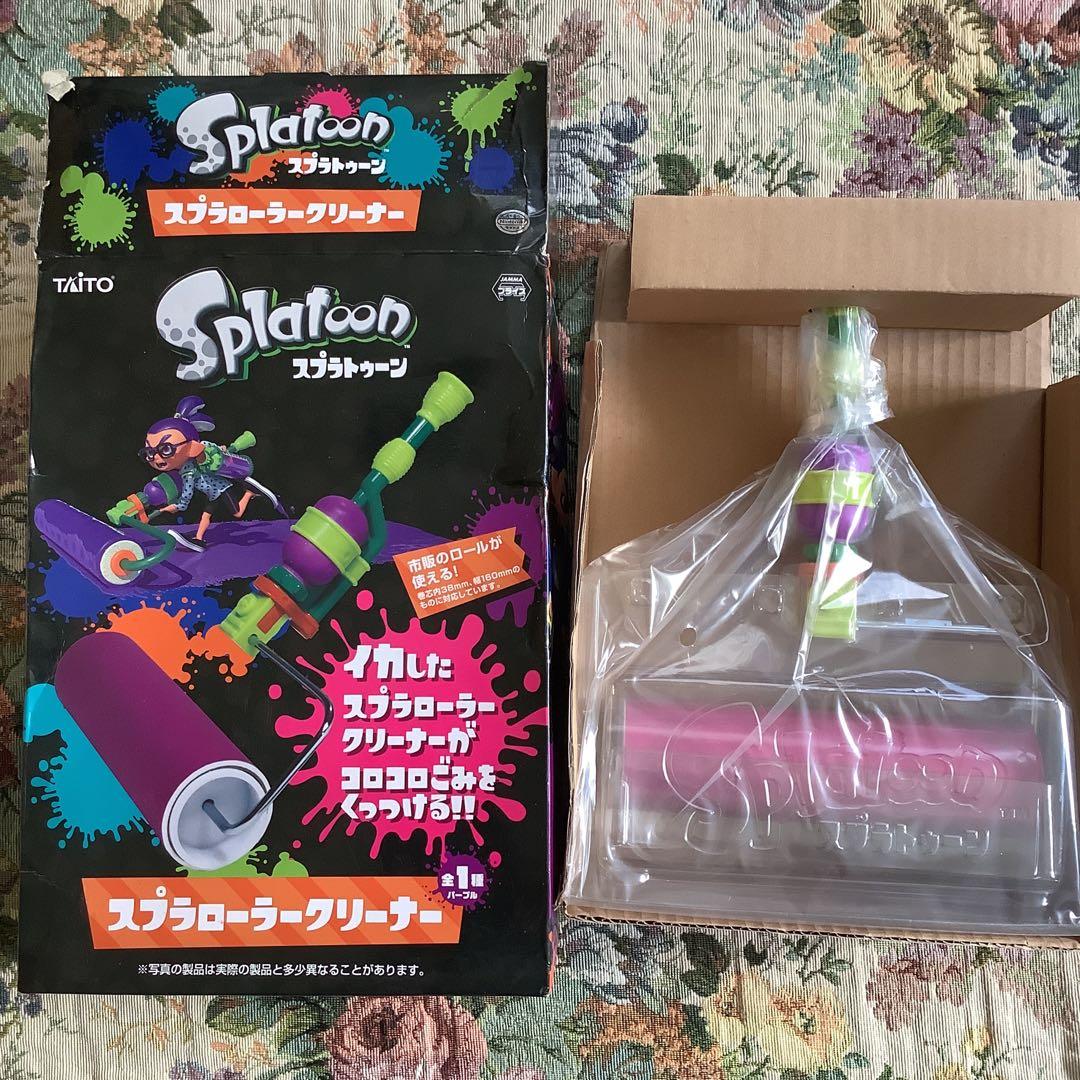 Splatoon™
スプラトゥーン
スプラローラークリーナー
TAITO®
JAMMA
プライズ
Splatoon™
スプラトゥーン
市販のロールが
使える!
巻芯内38mm、幅160mmの
ものに対応しています。
イカした
スプラローラー
クリーナーが
コロコロごみを
くっつける!!
全1種
パープル
スプラローラークリーナー
※写真の製品は実際の製品と多少異なることがあります。
Splatoon™
スプラトゥーン